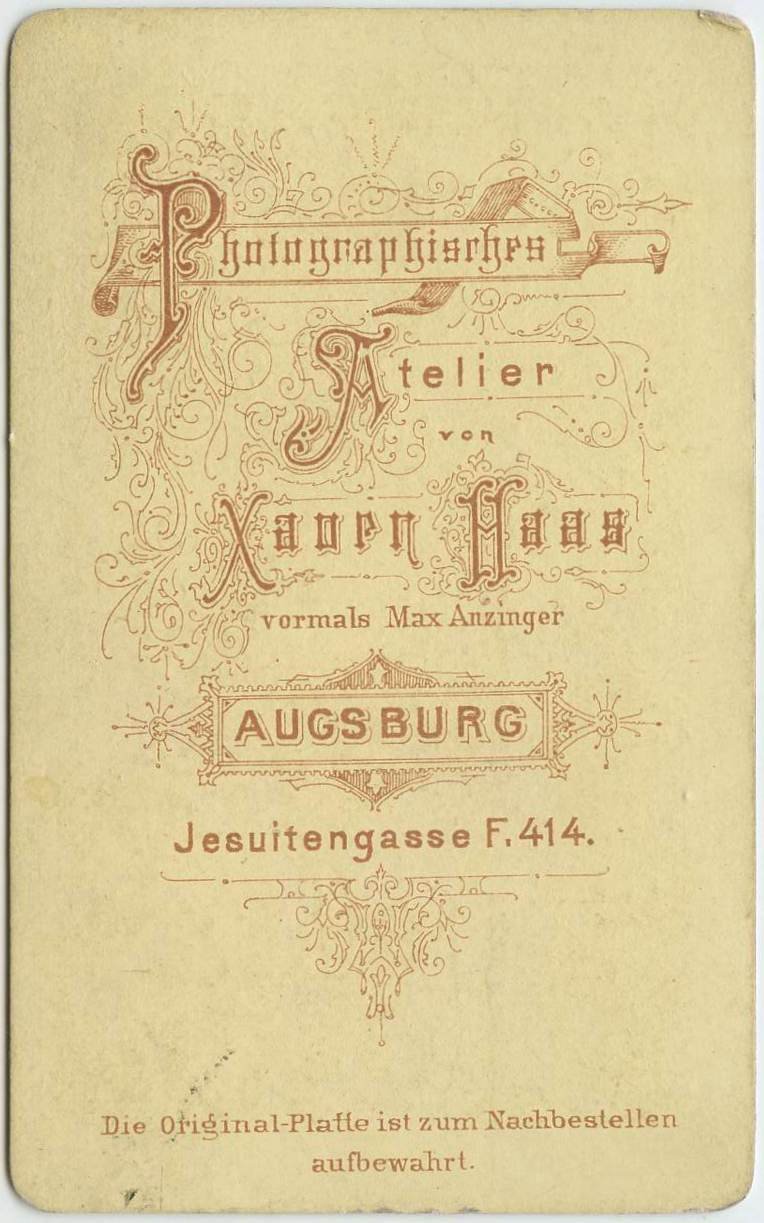 Photographisches
Atelier
von
Xaver Haas
vormals Max Anzinger
AUGSBURG
Jesuitengasse F. 414.
Die Original-Platte ist zum Nachbestellen
aufbewahrt.